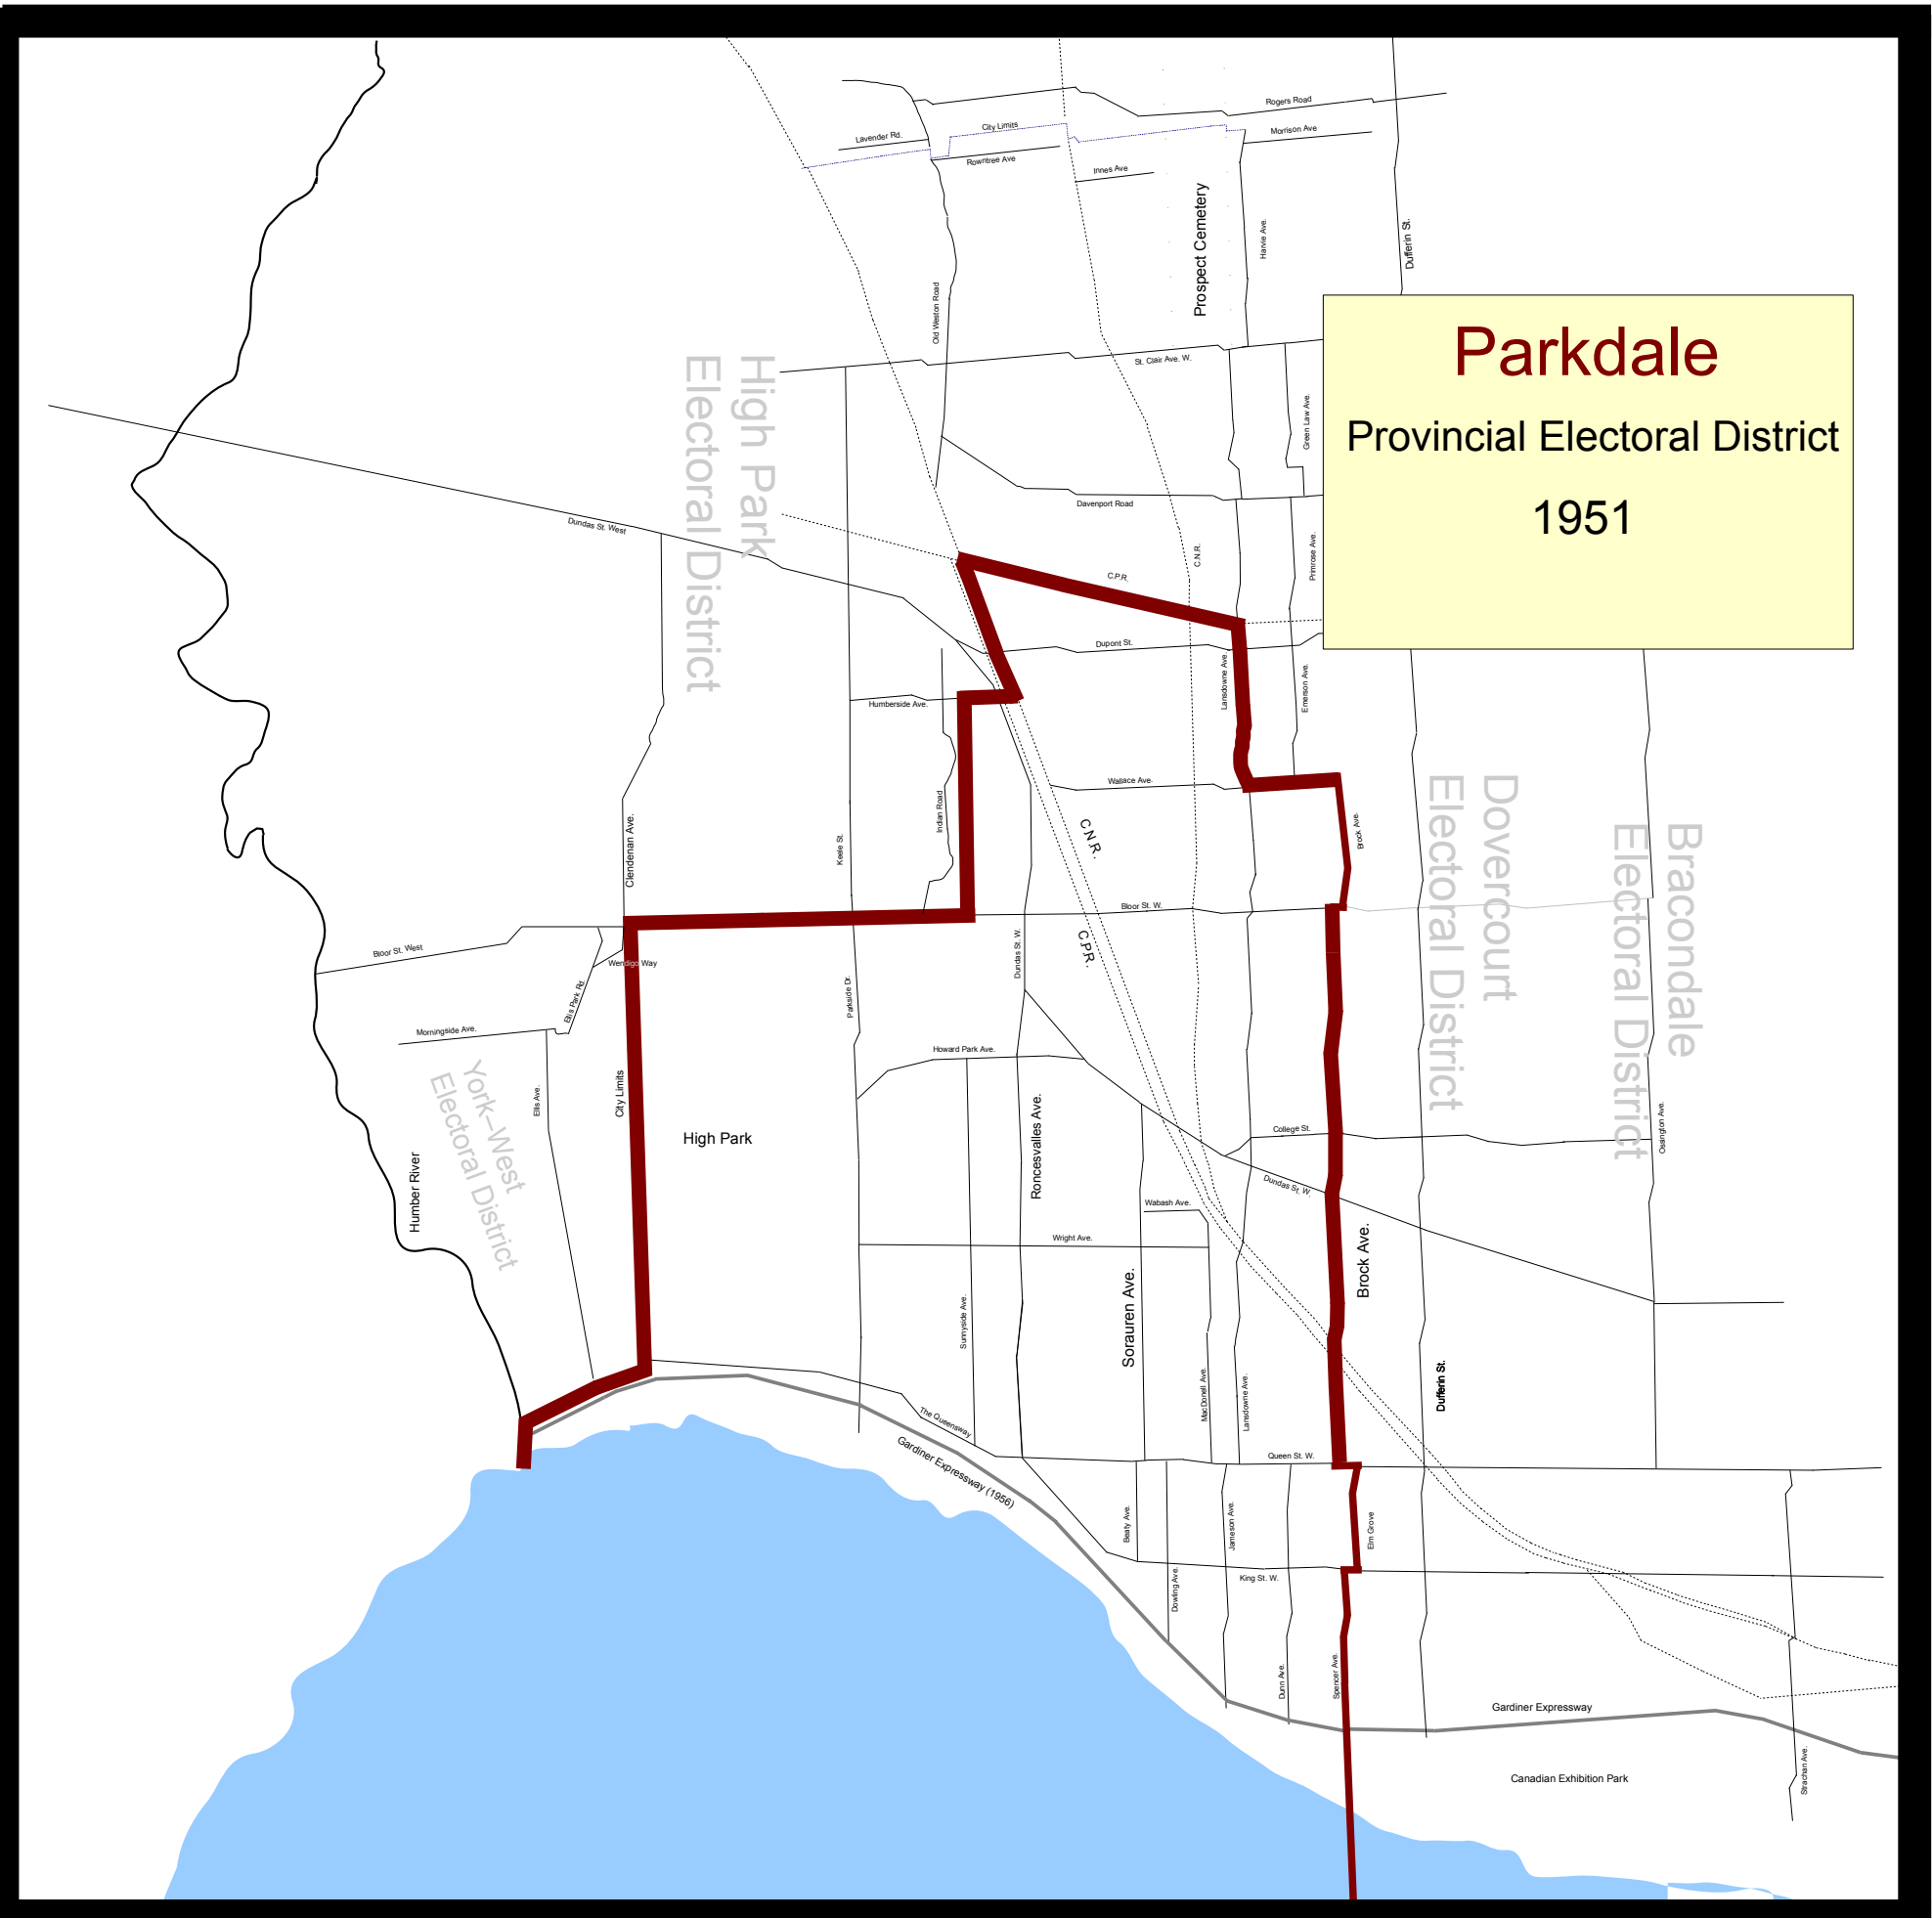 Parkdale
Provincial Electoral District
1951
Rogers Road
Lavender Rd.
City Limits
Morrison Ave
Rowntree Ave
Innes Ave
Prospect Cemetery
Harvie Ave.
Dufferin St.
Old Weston Road
St. Clair Ave. W.
High Park
Electoral District
Green Law Ave.
Davenport Road
Dundas St. West
C.N.R.
Primrose Ave.
C.P.R.
Dupont St.
Lansdowne Ave.
Emerson Ave.
Humberside Ave.
Wallace Ave.
Indian Road
Keele St.
Clendenan Ave.
C.N.R.
Brock Ave.
Dovercourt
Electoral District
Bracondale
Electoral District
Bloor St. W.
Bloor St. West
Wendigo Way
C.P.R.
Dundas St. W.
Parkside Dr.
Ellis Park Rd
Morningside Ave.
Howard Park Ave.
York-West
Electoral District
Ellis Ave.
City Limits
High Park
Roncesvalles Ave.
College St.
Ossington Ave.
Humber River
Dundas St. W.
Wabash Ave.
Wright Ave.
Brock Ave.
Sunnyside Ave.
Sorauren Ave.
MacDonell Ave.
Lansdowne Ave.
Dufferin St.
The Queensway
Queen St. W.
Gardiner Expressway (1956)
Beaty Ave.
Jameson Ave.
Elm Grove
Dowling Ave.
King St. W.
Dunn Ave.
Spencer Ave.
Gardiner Expressway
Canadian Exhibition Park
Strachan Ave.